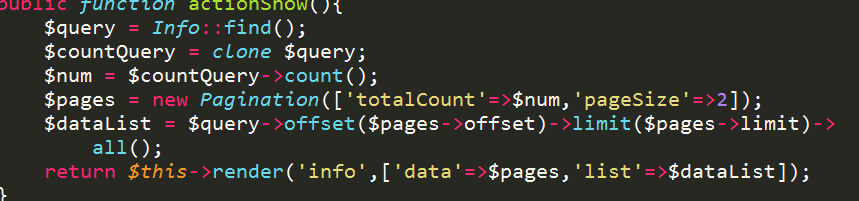 public function actionShow(){
$query = Info::find();
$countQuery = clone $query;
$num = $countQuery->count();
$pages = new Pagination(['totalCount'=>$num,'pageSize'=>2]);
$dataList = $query->offset($pages->offset)->limit($pages->limit)->
all();
return $this->render('info',['data'=>$pages,'list'=>$dataList]);
}